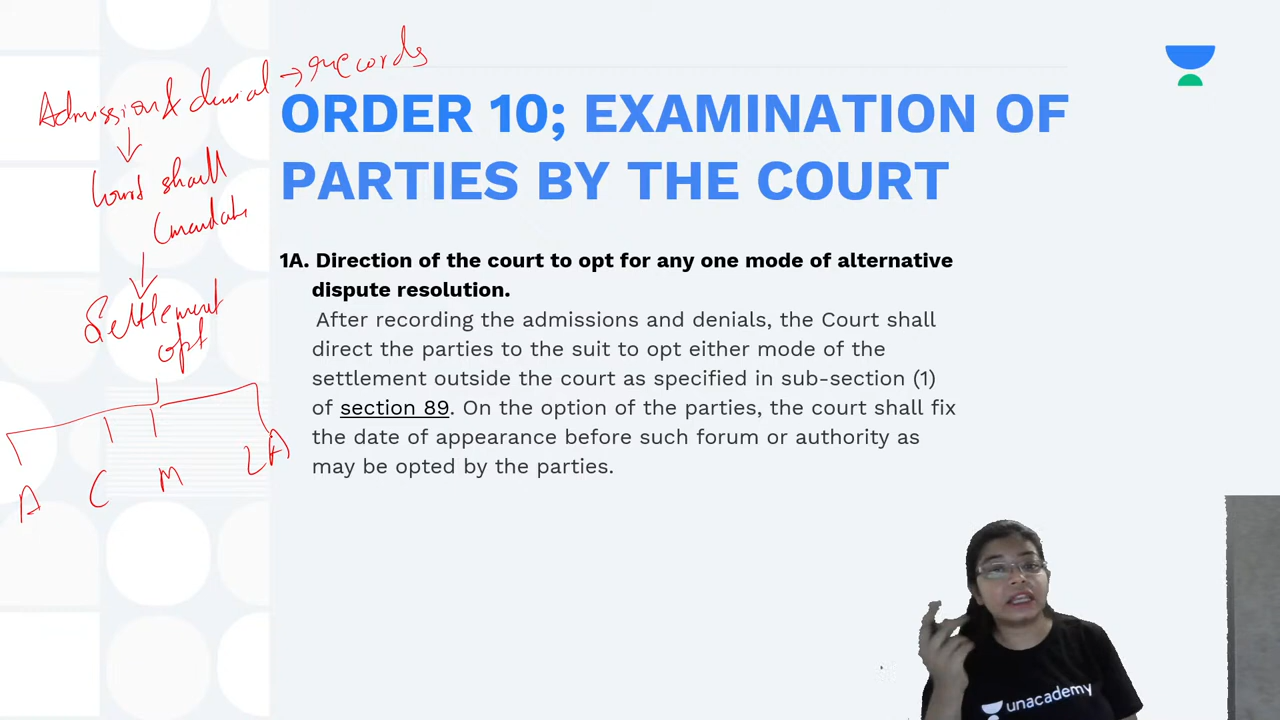 Admission & denial → records
Court shall
(mandate
Settlement
opt
A C M LA
ORDER 10; EXAMINATION OF
PARTIES BY THE COURT
1A. Direction of the court to opt for any one mode of alternative
dispute resolution.
After recording the admissions and denials, the Court shall
direct the parties to the suit to opt either mode of the
settlement outside the court as specified in sub-section (1)
of section 89. On the option of the parties, the court shall fix
the date of appearance before such forum or authority as
may be opted by the parties.
unacademy